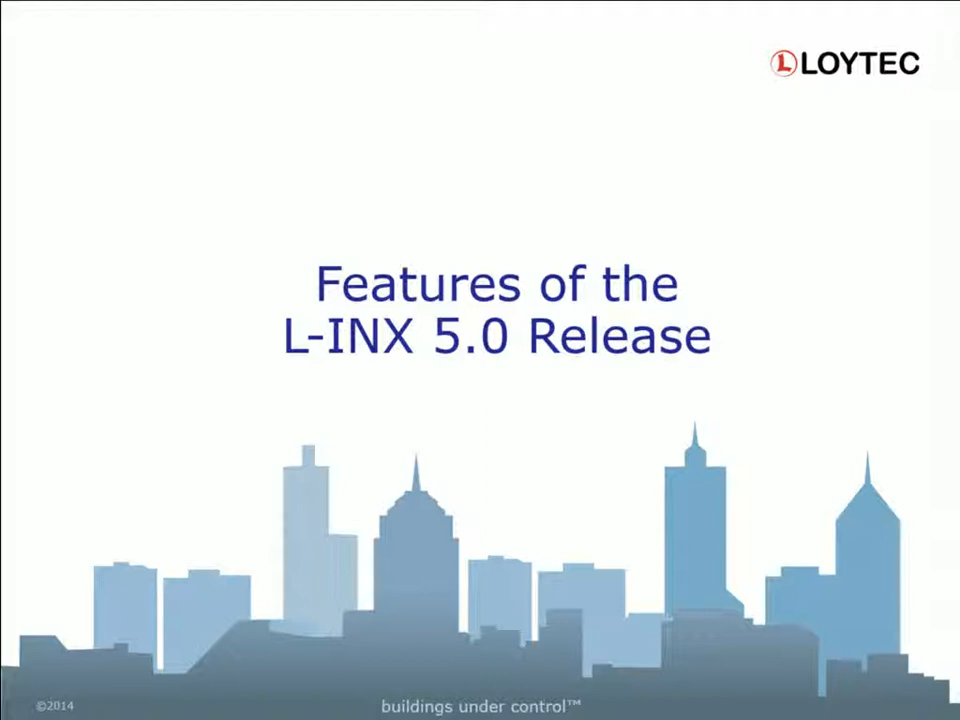 LOYTEC
Features of the
L-INX 5.0 Release
©2014
buildings under control™